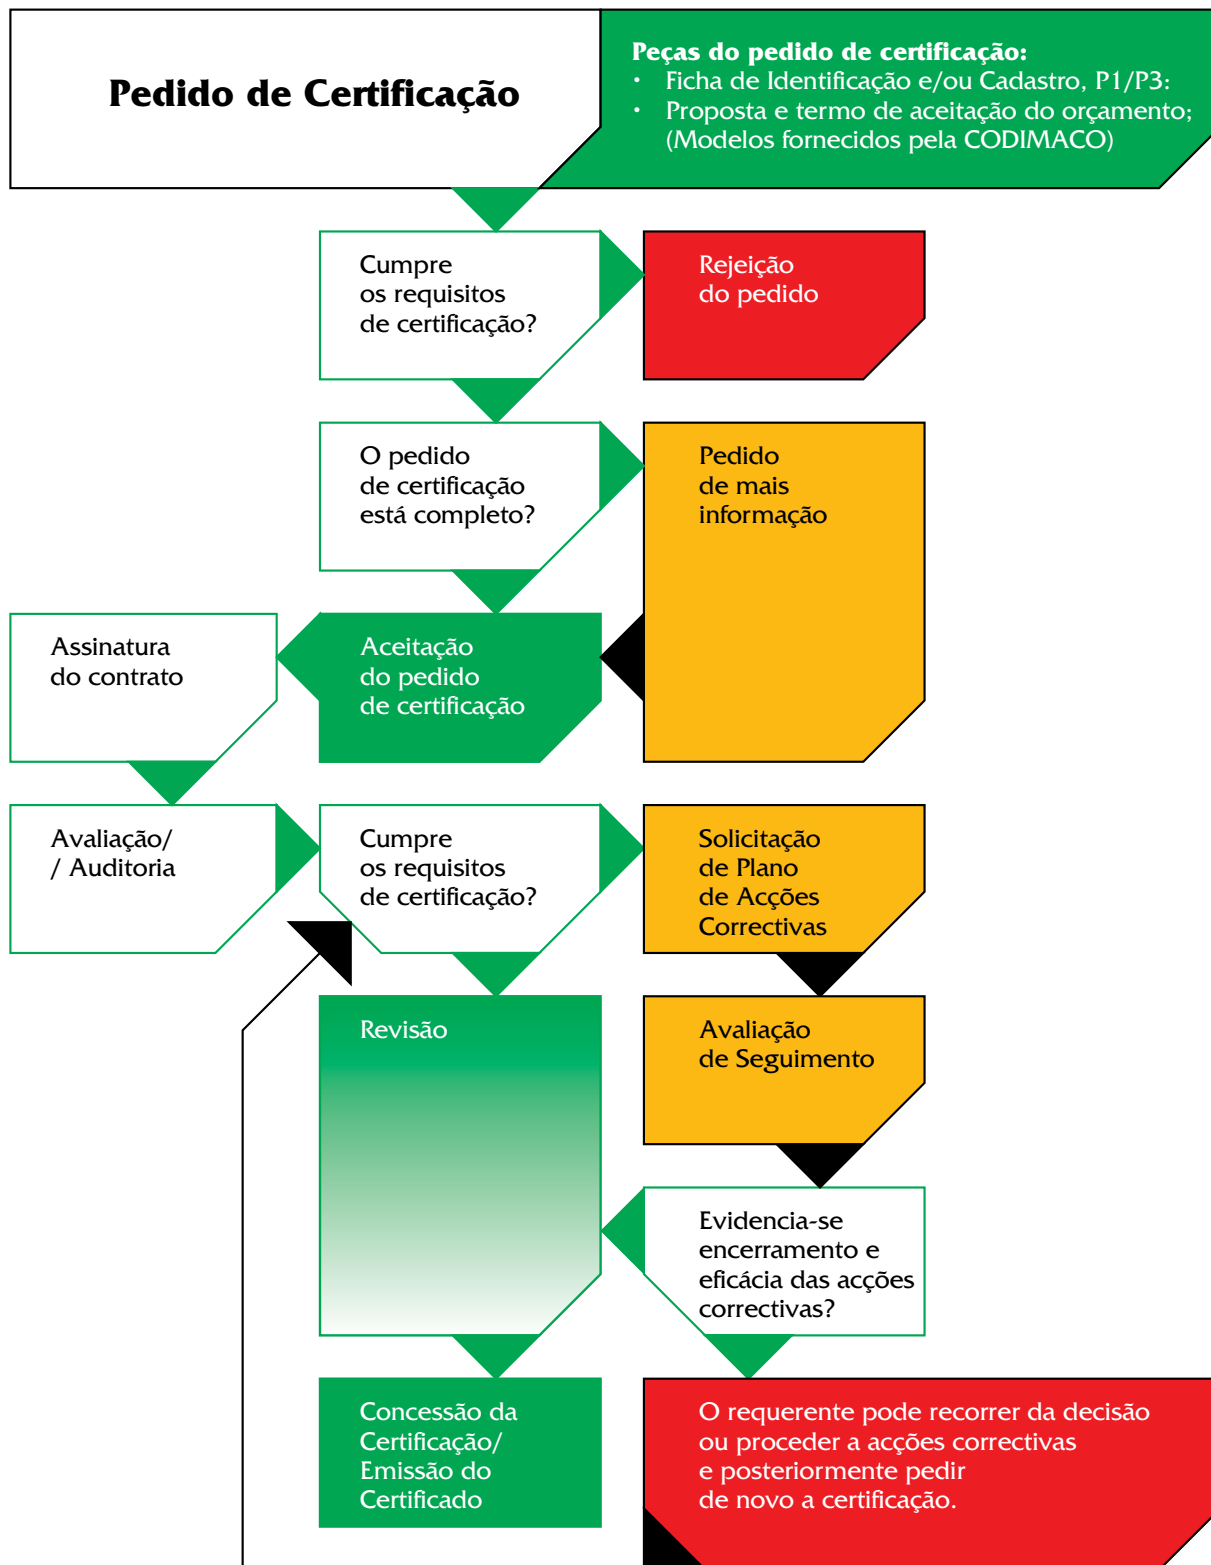 Pedido de Certificação
Peças do pedido de certificação:
• Ficha de Identificação e/ou Cadastro, P1/P3:
• Proposta e termo de aceitação do orçamento;
(Modelos fornecidos pela CODIMACO)
Cumpre
os requisitos
de certificação?
Rejeição
do pedido
O pedido
de certificação
está completo?
Pedido
de mais
informação
Assinatura
do contrato
Aceitação
do pedido
de certificação
Avaliação/
/ Auditoria
Cumpre
os requisitos
de certificação?
Solicitação
de Plano
de Acções
Correctivas
Revisão
Avaliação
de Seguimento
Evidencia-se
encerramento e
eficácia das acções
correctivas?
Concessão da
Certificação/
Emissão do
Certificado
O requerente pode recorrer da decisão
ou proceder a acções correctivas
e posteriormente pedir
de novo a certificação.